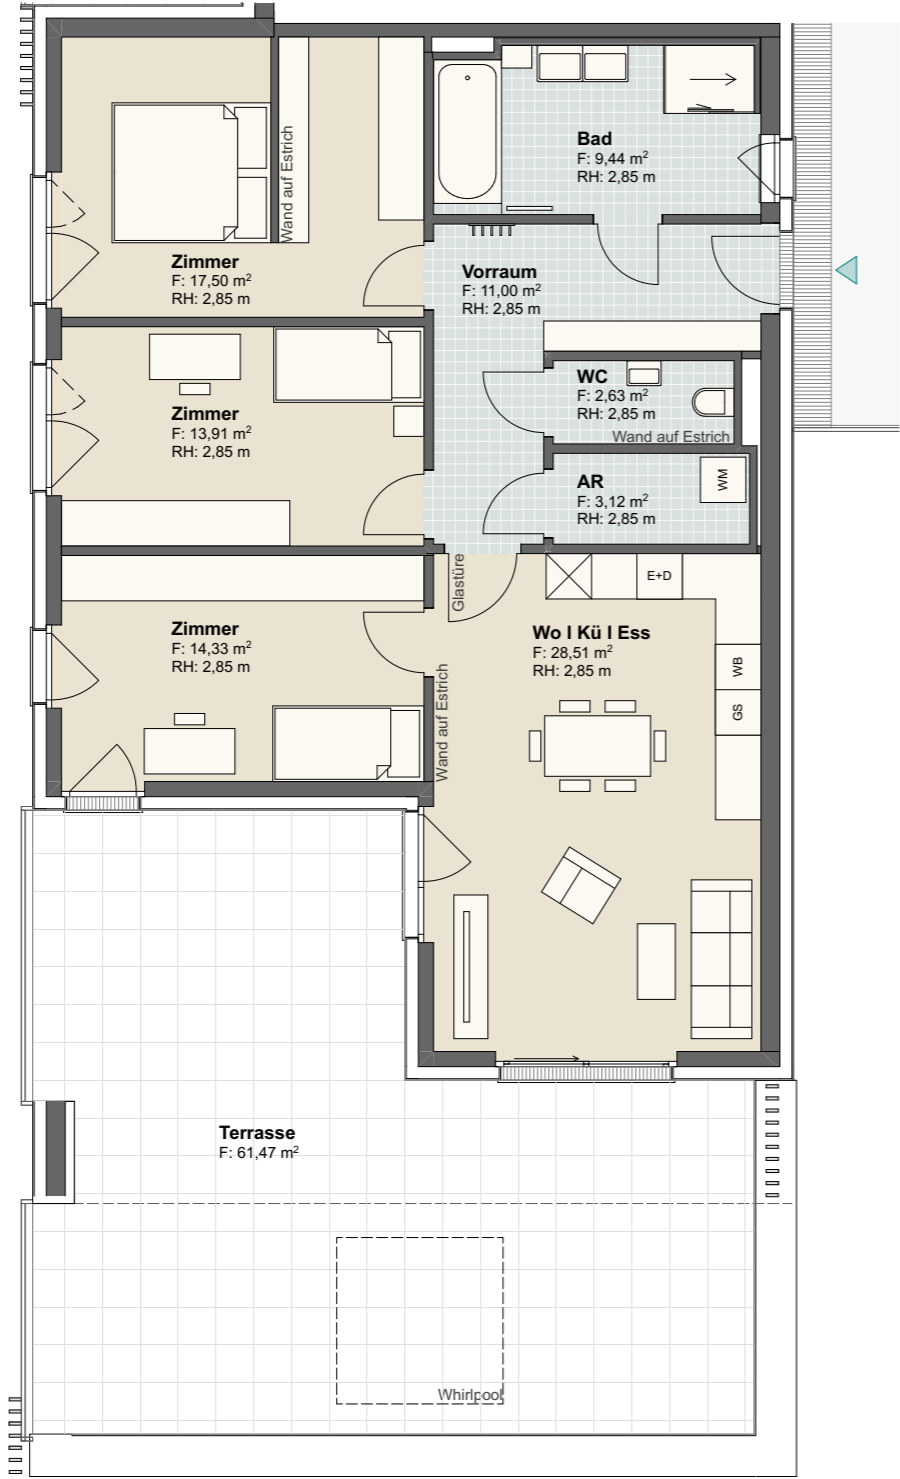 Wand auf Estrich
Bad
F: 9,44 m²
RH: 2,85 m
Zimmer
F: 17,50 m²
RH: 2,85 m
Vorraum
F: 11,00 m²
RH: 2,85 m
WC
F: 2,63 m²
RH: 2,85 m
Wand auf Estrich
Zimmer
F: 13,91 m²
RH: 2,85 m
AR
F: 3,12 m²
RH: 2,85 m
WM
Glastüre
E+D
Zimmer
F: 14,33 m²
RH: 2,85 m
Wo I Kü I Ess
F: 28,51 m²
RH: 2,85 m
WB
GS
Wand auf Estrich
Terrasse
F: 61,47 m²
Whirlpool